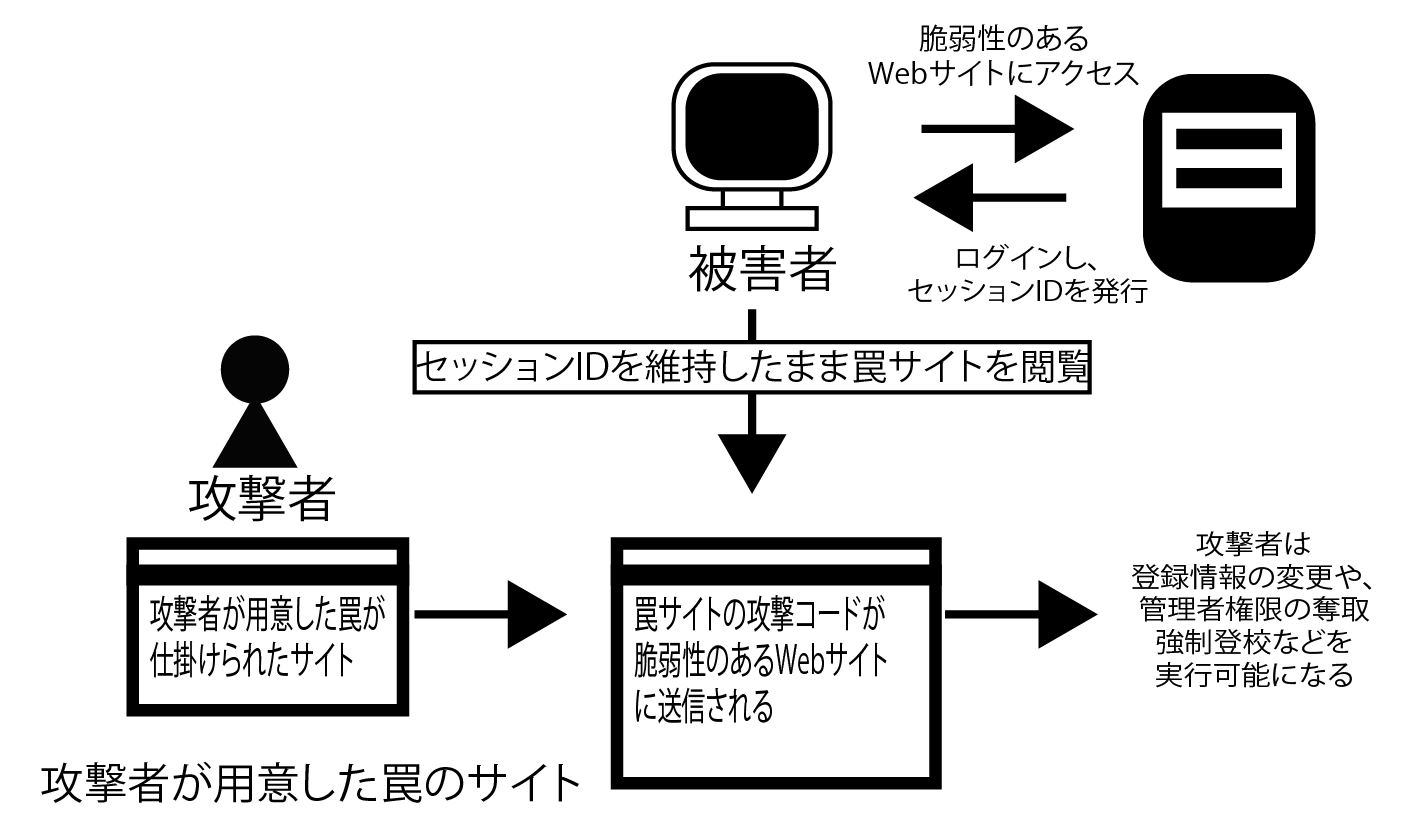 脆弱性のある
Webサイトにアクセス
ログインし、
セッションIDを発行
被害者
セッションIDを維持したまま罠サイトを閲覧
攻撃者
攻撃者が用意した罠が
仕掛けられたサイト
攻撃者が用意した罠のサイト
罠サイトの攻撃コードが
脆弱性のあるWebサイト
に送信される
攻撃者は
登録情報の変更や、
管理者権限の奪取
強制登校などを
実行可能になる